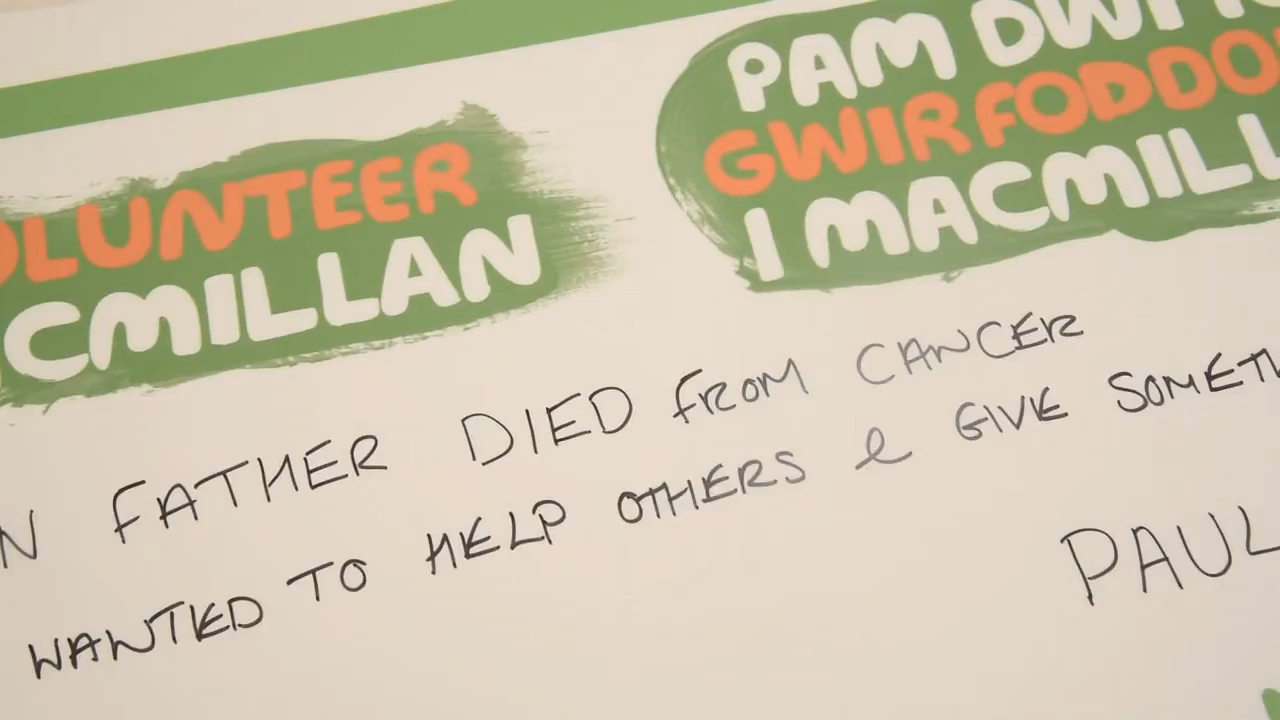 OLUNTEER
CMILLAN
PAM DWI
GWIRFODDO
I MACMILL
N FATHER DIED FROM CANCER
WANTED TO HELP OTHERS & GIVE SOMETH
PAUL